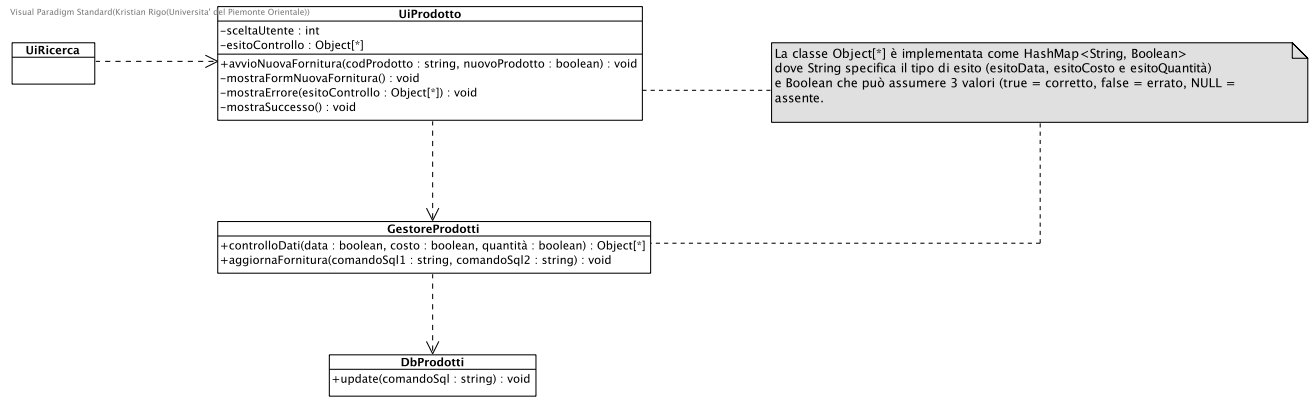 Visual Paradigm Standard(Kristian Rigo(Universita' del Piemonte Orientale))
UiProdotto
-sceltaUtente : int
-esitoControllo : Object[*]
+avvioNuovaFornitura(codProdotto : string, nuovoProdotto : boolean) : void
-mostraFormNuovaFornitura() : void
-mostraErrore(esitoControllo : Object[*]) : void
-mostraSuccesso() : void
UiRicerca
La classe Object[*] è implementata come HashMap<String, Boolean>
dove String specifica il tipo di esito (esitoData, esitoCosto e esitoQuantità)
e Boolean che può assumere 3 valori (true = corretto, false = errato, NULL =
assente.
GestoreProdotti
+controlloDati(data : boolean, costo : boolean, quantità : boolean) : Object[*]
+aggiornaFornitura(comandoSql1 : string, comandoSql2 : string) : void
DbProdotti
+update(comandoSql : string) : void